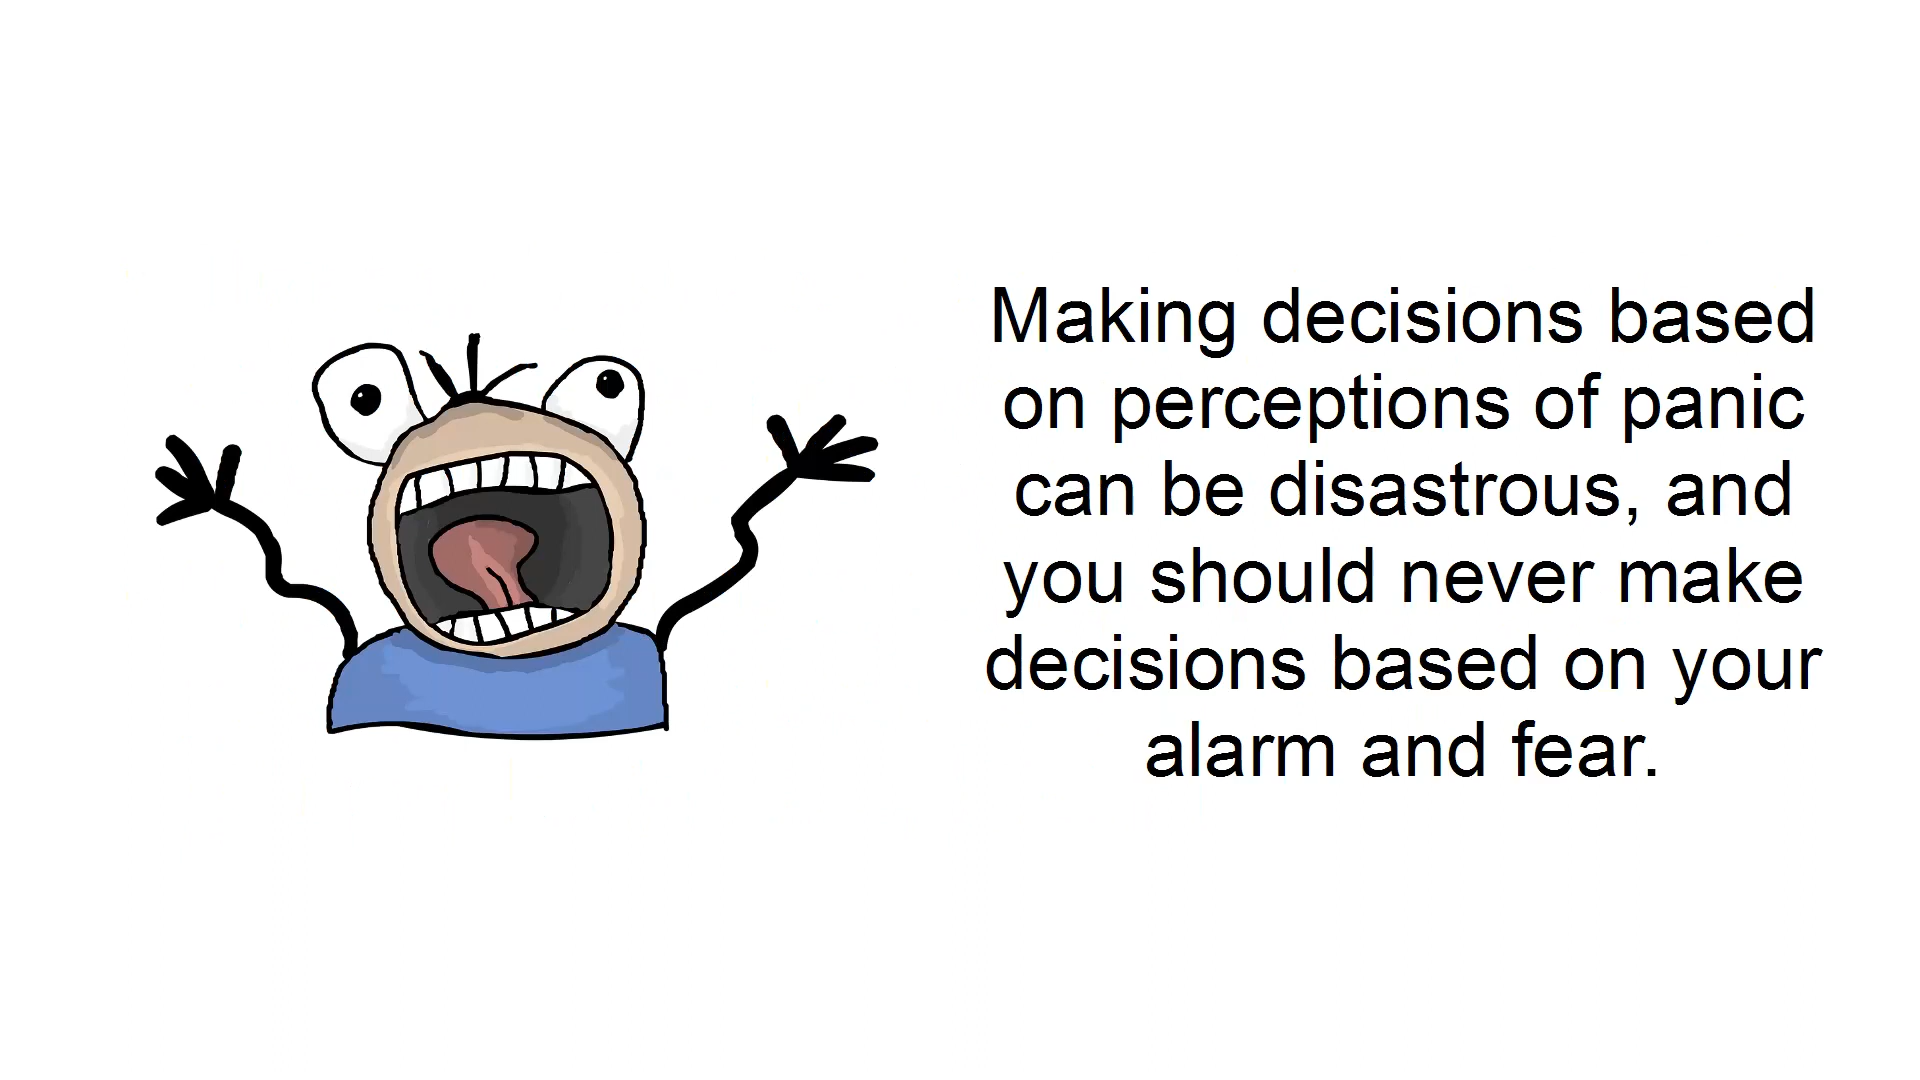 Making decisions based
on perceptions of panic
can be disastrous, and
you should never make
decisions based on your
alarm and fear.